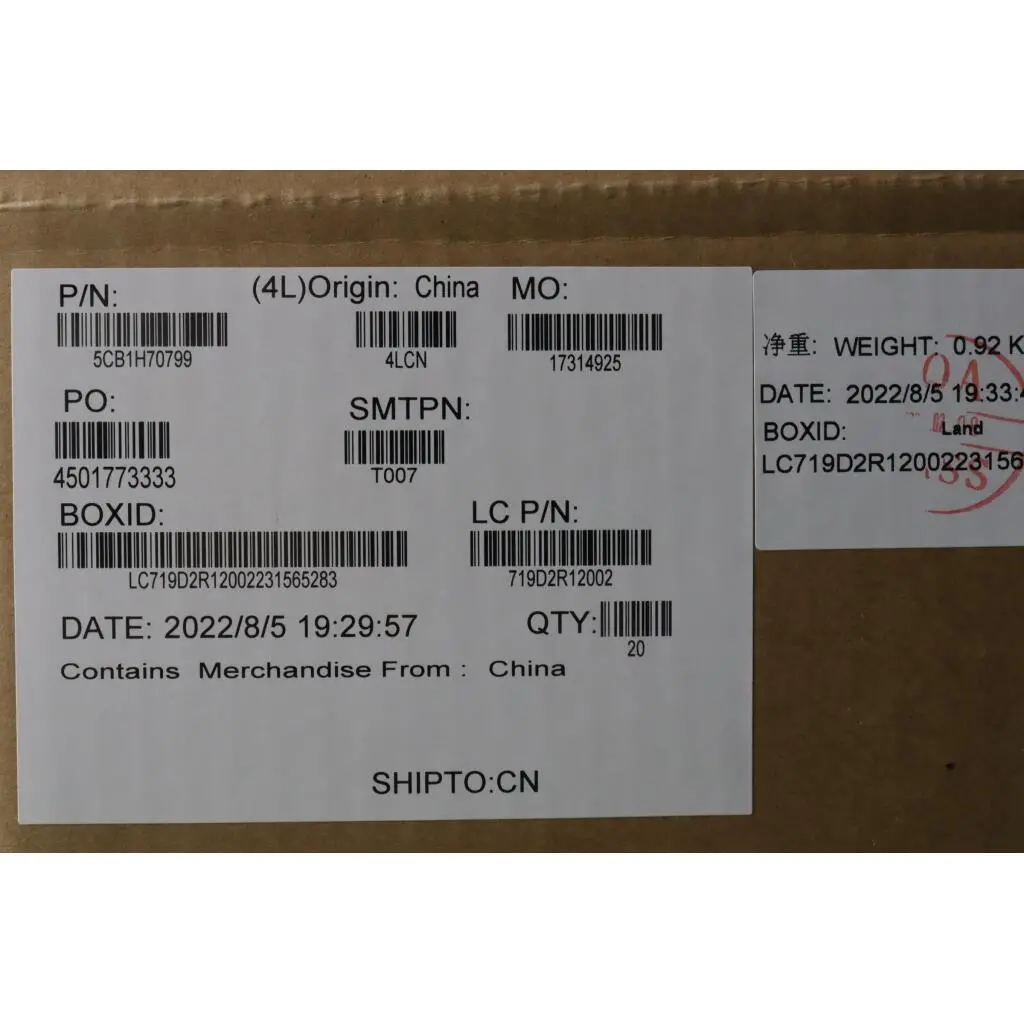 P/N: (4L)Origin: China MO:
5CB1H70799 4LCN 17314925
PO: SMTPN:
4501773333 T007
BOXID: LC P/N:
LC719D2R12002231565283 719D2R12002
DATE: 2022/8/5 19:29:57 QTY:
20
Contains Merchandise From : China
SHIPTO:CN
净重: WEIGHT: 0.92 K
DATE: 2022/8/5 19:33:4
BOXID: Land
LC719D2R1200223156